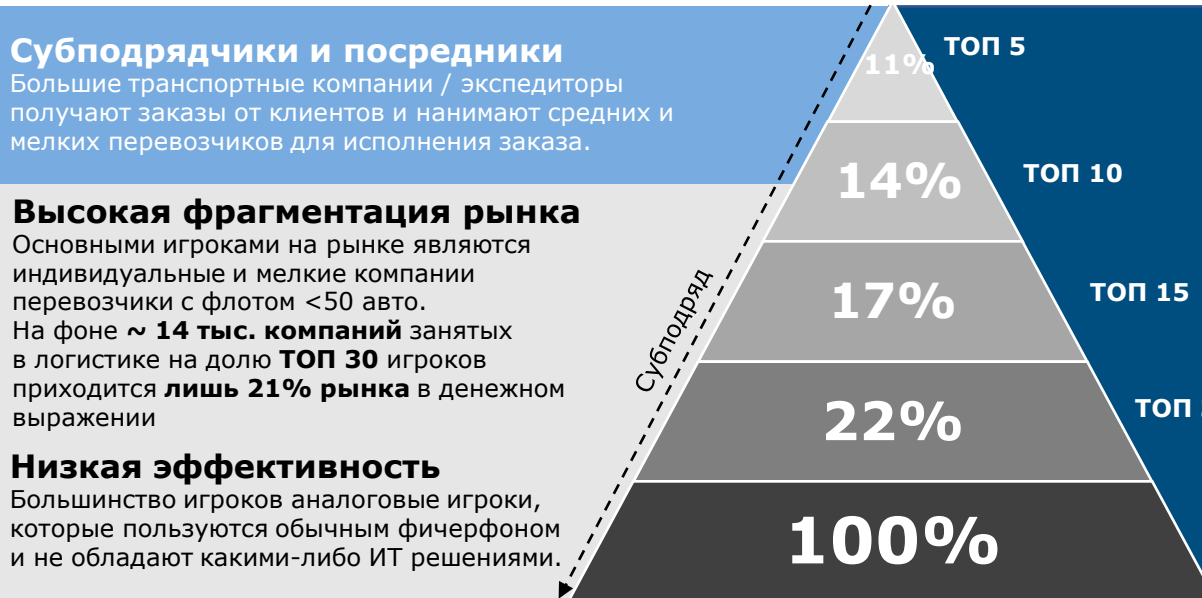 Субподрядчики и посредники
Большие транспортные компании / экспедиторы
получают заказы от клиентов и нанимают средних и
мелких перевозчиков для исполнения заказа.
Высокая фрагментация рынка
Основными игроками на рынке являются
индивидуальные и мелкие компании
перевозчики с флотом <50 авто.
На фоне ~ 14 тыс. компаний занятых
в логистике на долю ТОП 30 игроков
приходится лишь 21% рынка в денежном
выражении
Низкая эффективность
Большинство игроков аналоговые игроки,
которые пользуются обычным фичерфоном
и не обладают какими-либо ИТ решениями.
Субподряд
11%
ТОП 5
14%
ТОП 10
17%
ТОП 15
22%
ТОП
100%